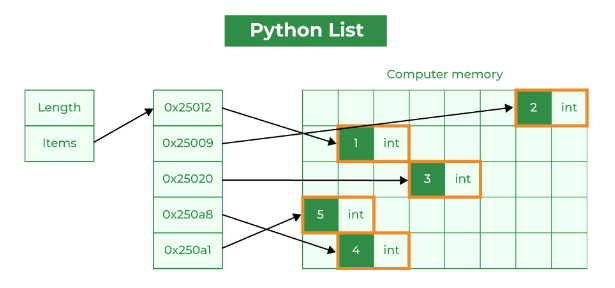 Python List
Computer memory
Length
Items
0x25012
0x25009
0x25020
0x250a8
0x250a1
2 int
1 int
3 int
5 int
4 int